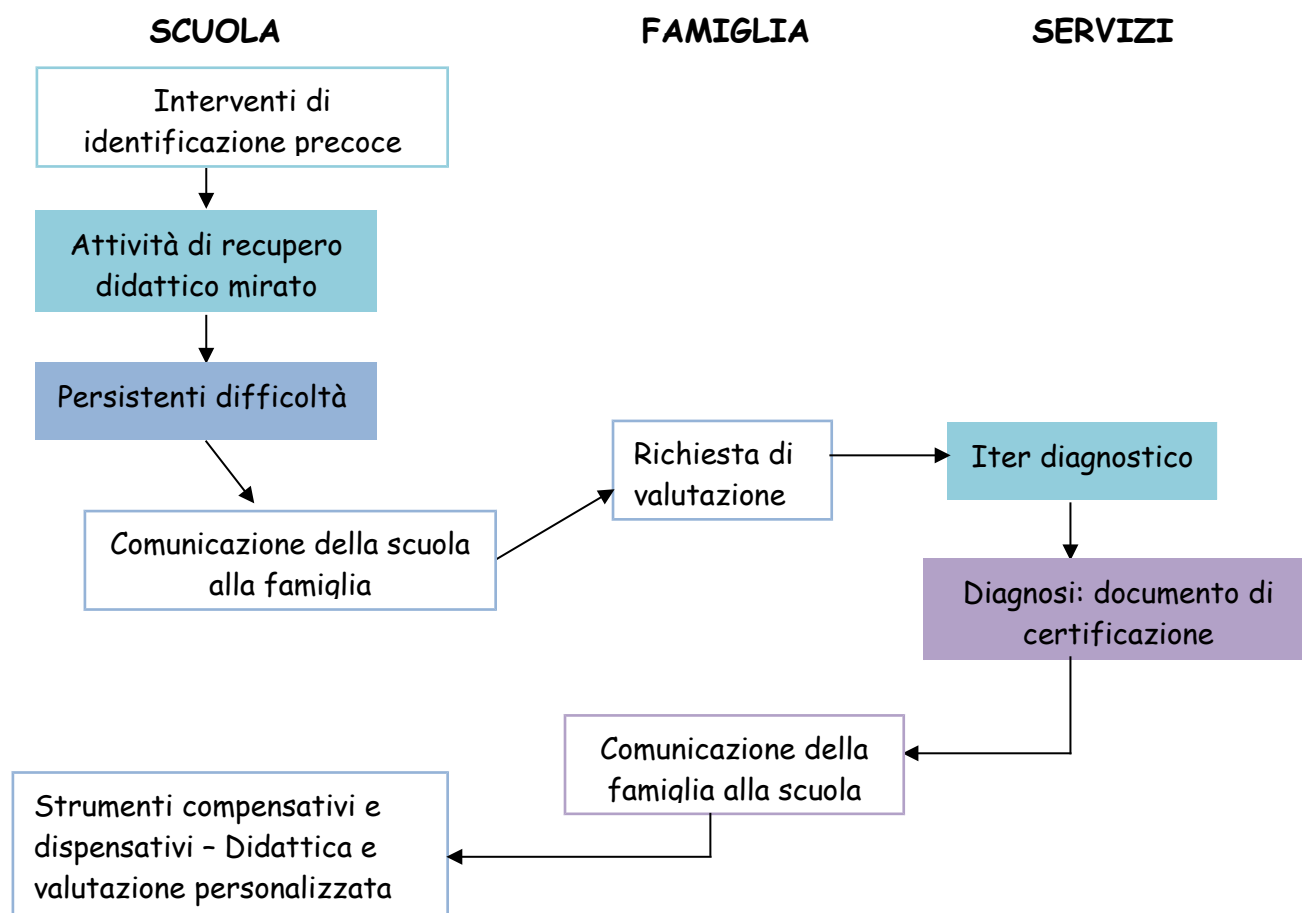 SCUOLA FAMIGLIA SERVIZI
Interventi di
identificazione precoce
Attività di recupero
didattico mirato
Persistenti difficoltà
Comunicazione della scuola
alla famiglia
Richiesta di
valutazione
Iter diagnostico
Diagnosi: documento di
certificazione
Comunicazione della
famiglia alla scuola
Strumenti compensativi e
dispensativi – Didattica e
valutazione personalizzata